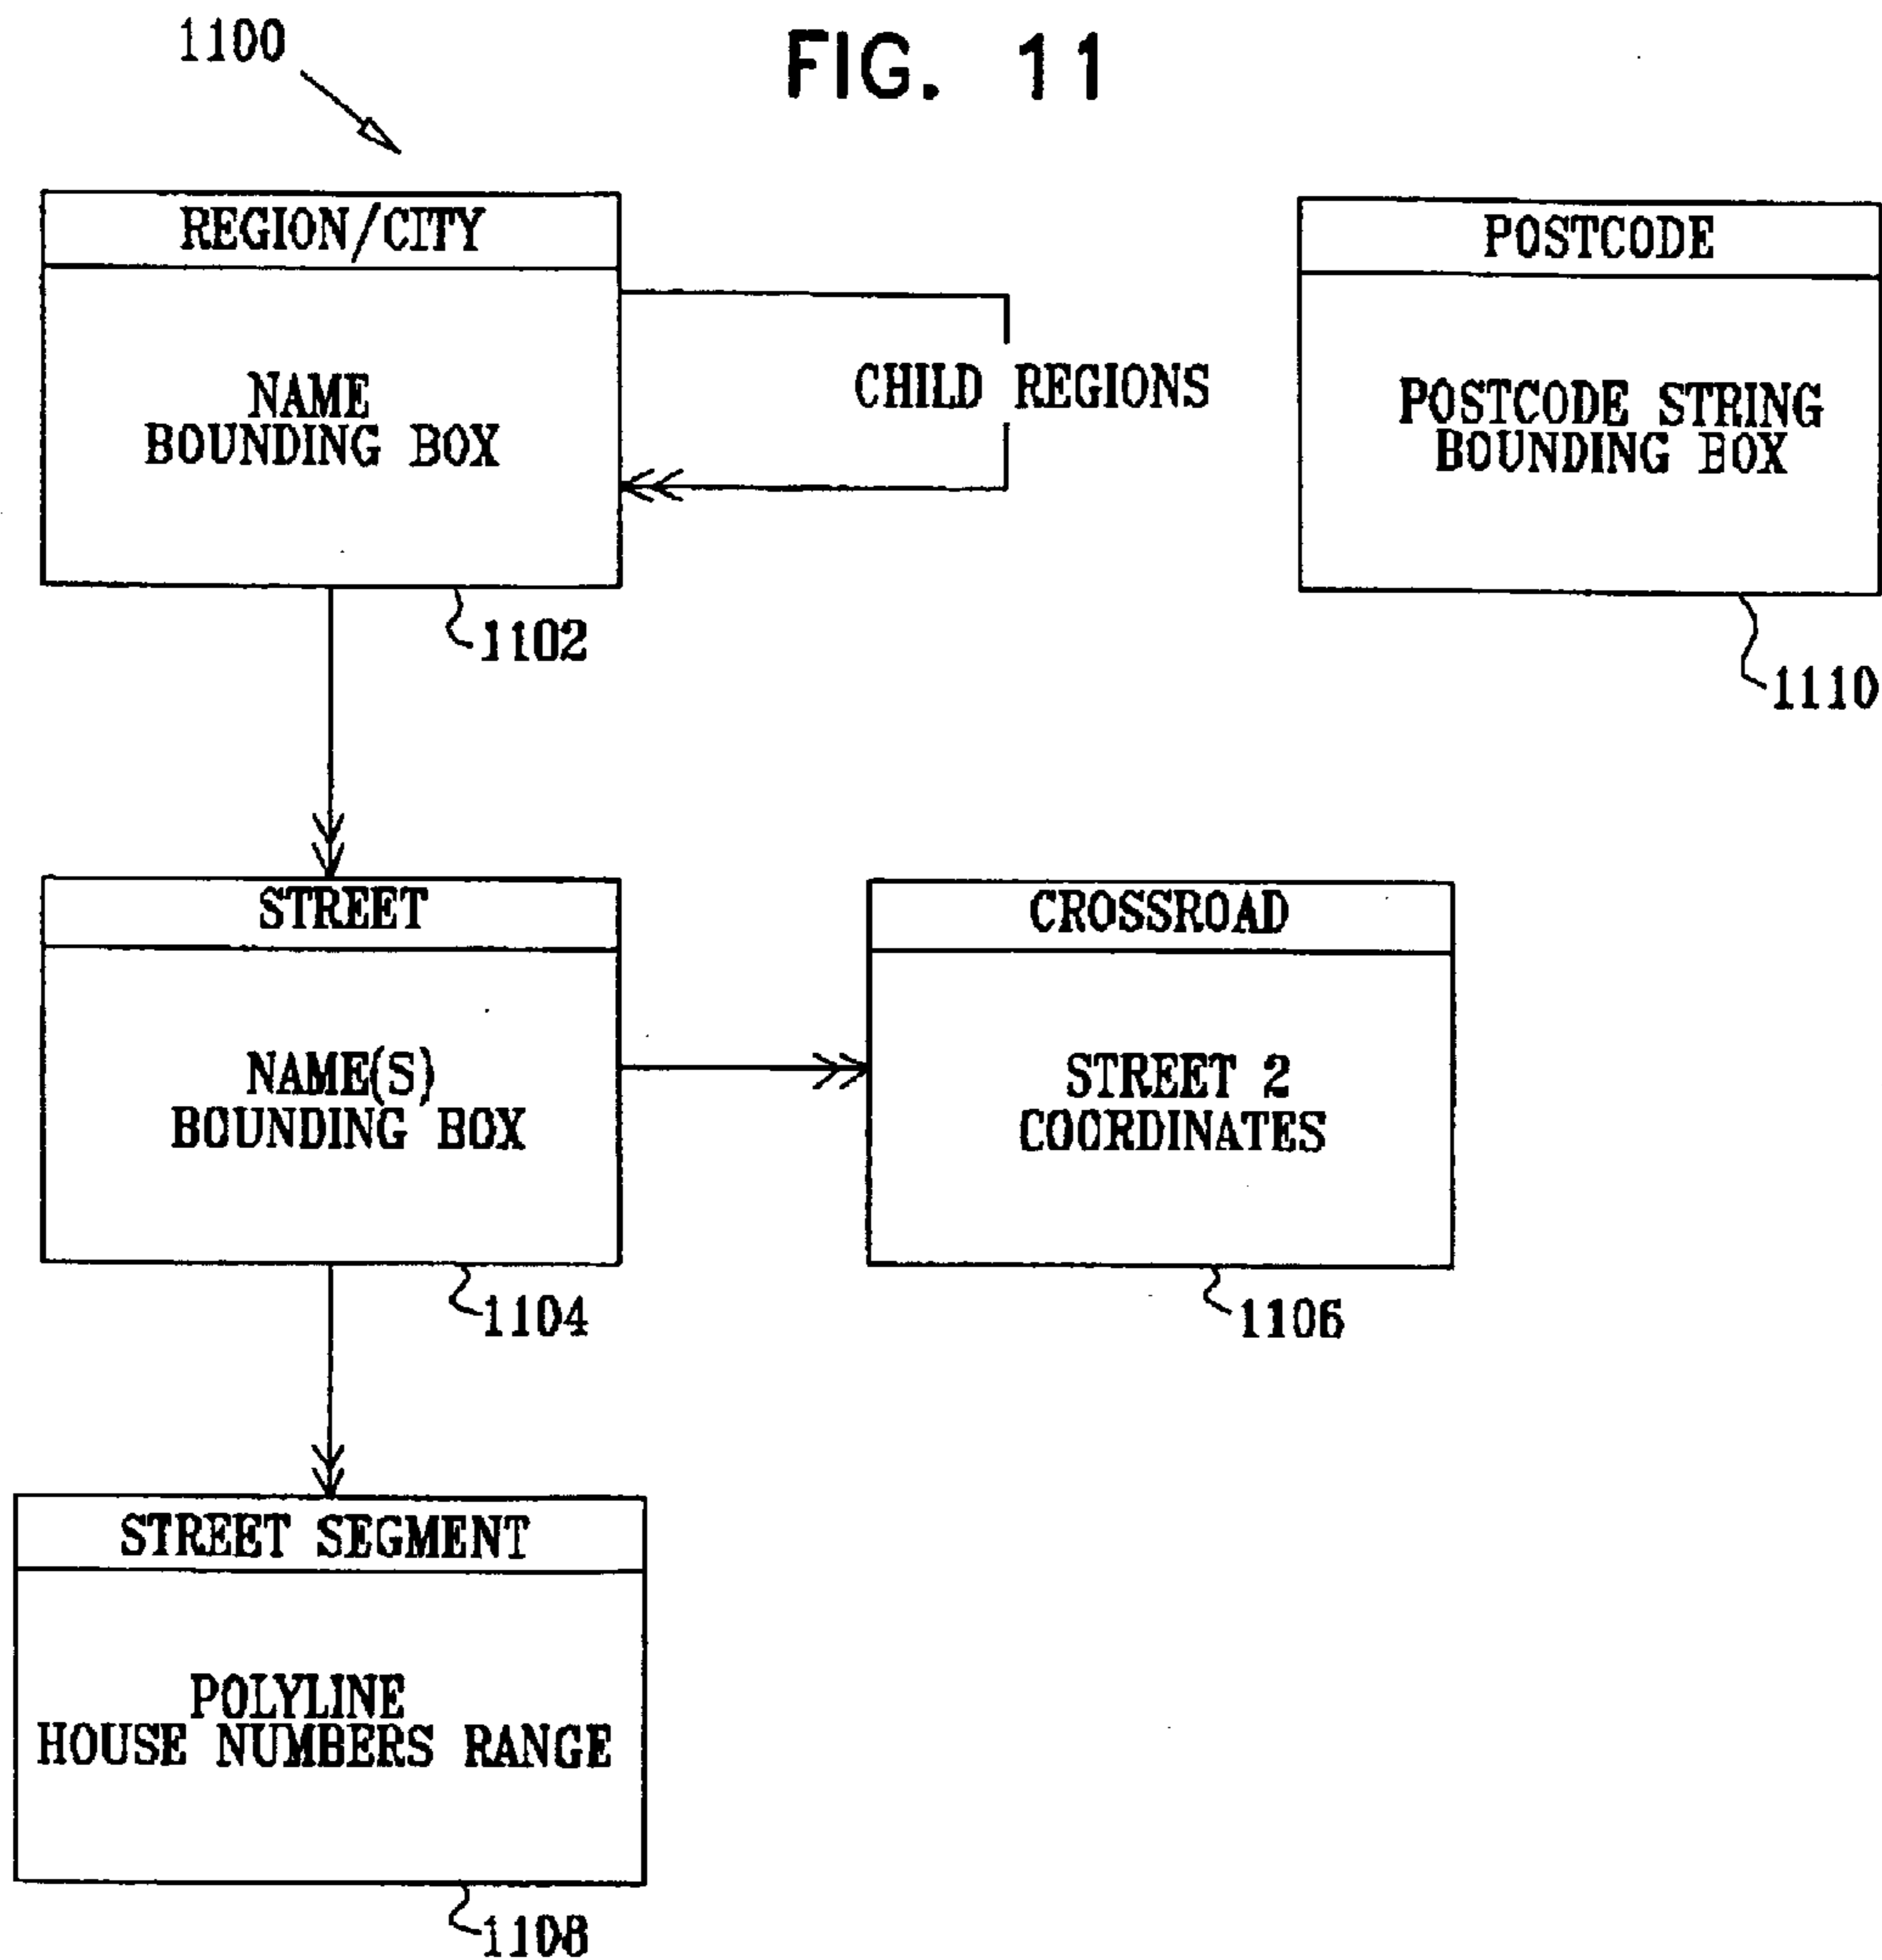 1100
FIG. 11
REGION/CITY
NAME
BOUNDING BOX
CHILD REGIONS
1102
POSTCODE
POSTCODE STRING
BOUNDING BOX
1110
STREET
NAME(S)
BOUNDING BOX
1104
CROSSROAD
STREET 2
COORDINATES
1106
STREET SEGMENT
POLYLINE
HOUSE NUMBERS RANGE
1108